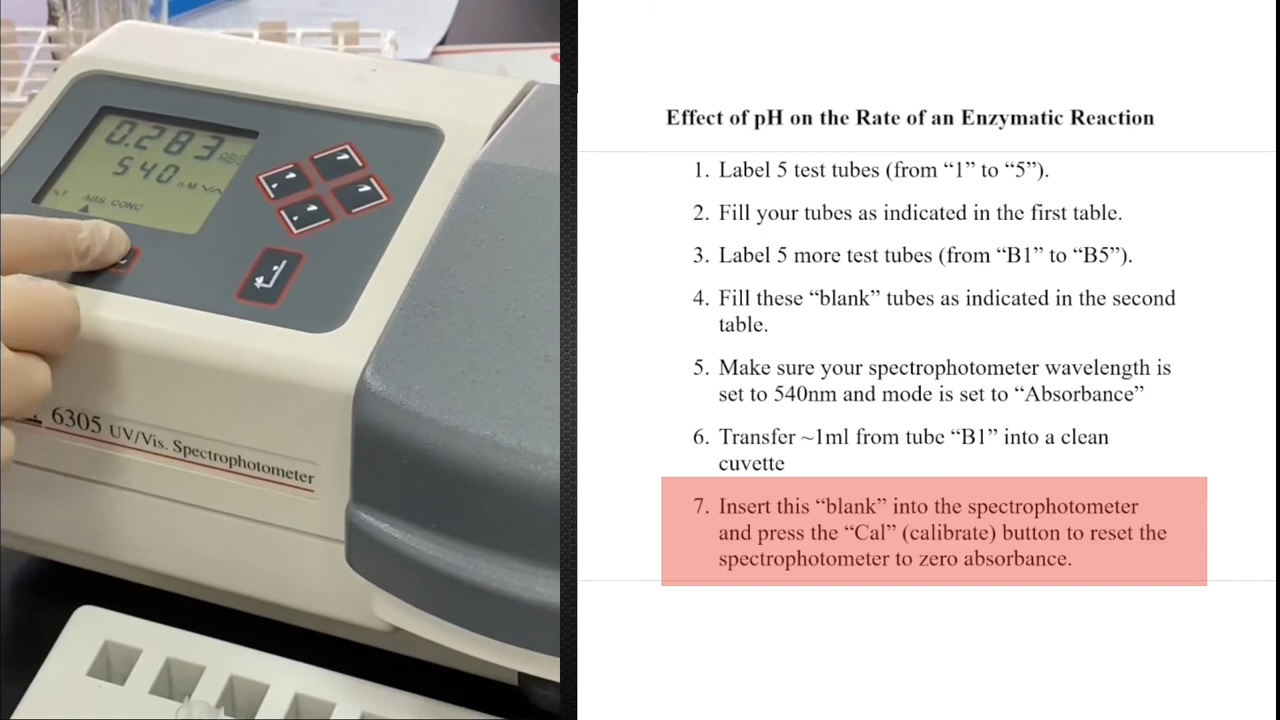 0.283 ABS
540 nM
%T ABS CONC
6305 UV/Vis. Spectrophotometer
Effect of pH on the Rate of an Enzymatic Reaction
1. Label 5 test tubes (from “1” to “5”).
2. Fill your tubes as indicated in the first table.
3. Label 5 more test tubes (from “B1” to “B5”).
4. Fill these “blank” tubes as indicated in the second
table.
5. Make sure your spectrophotometer wavelength is
set to 540nm and mode is set to “Absorbance”
6. Transfer ~1ml from tube “B1” into a clean
cuvette
7. Insert this “blank” into the spectrophotometer
and press the “Cal” (calibrate) button to reset the
spectrophotometer to zero absorbance.